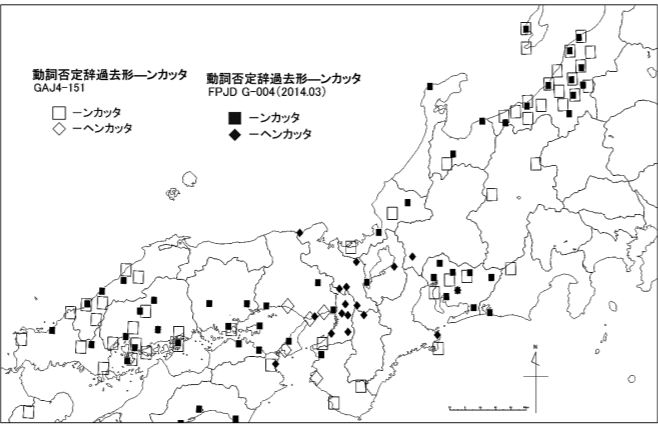 動詞否定辞過去形―ンカッタ
GAJ4-151
□ ―ンカッタ
◇ ―ヘンカッタ
動詞否定辞過去形―ンカッタ
FPJD G-004(2014.03)
■ ―ンカッタ
◆ ―ヘンカッタ